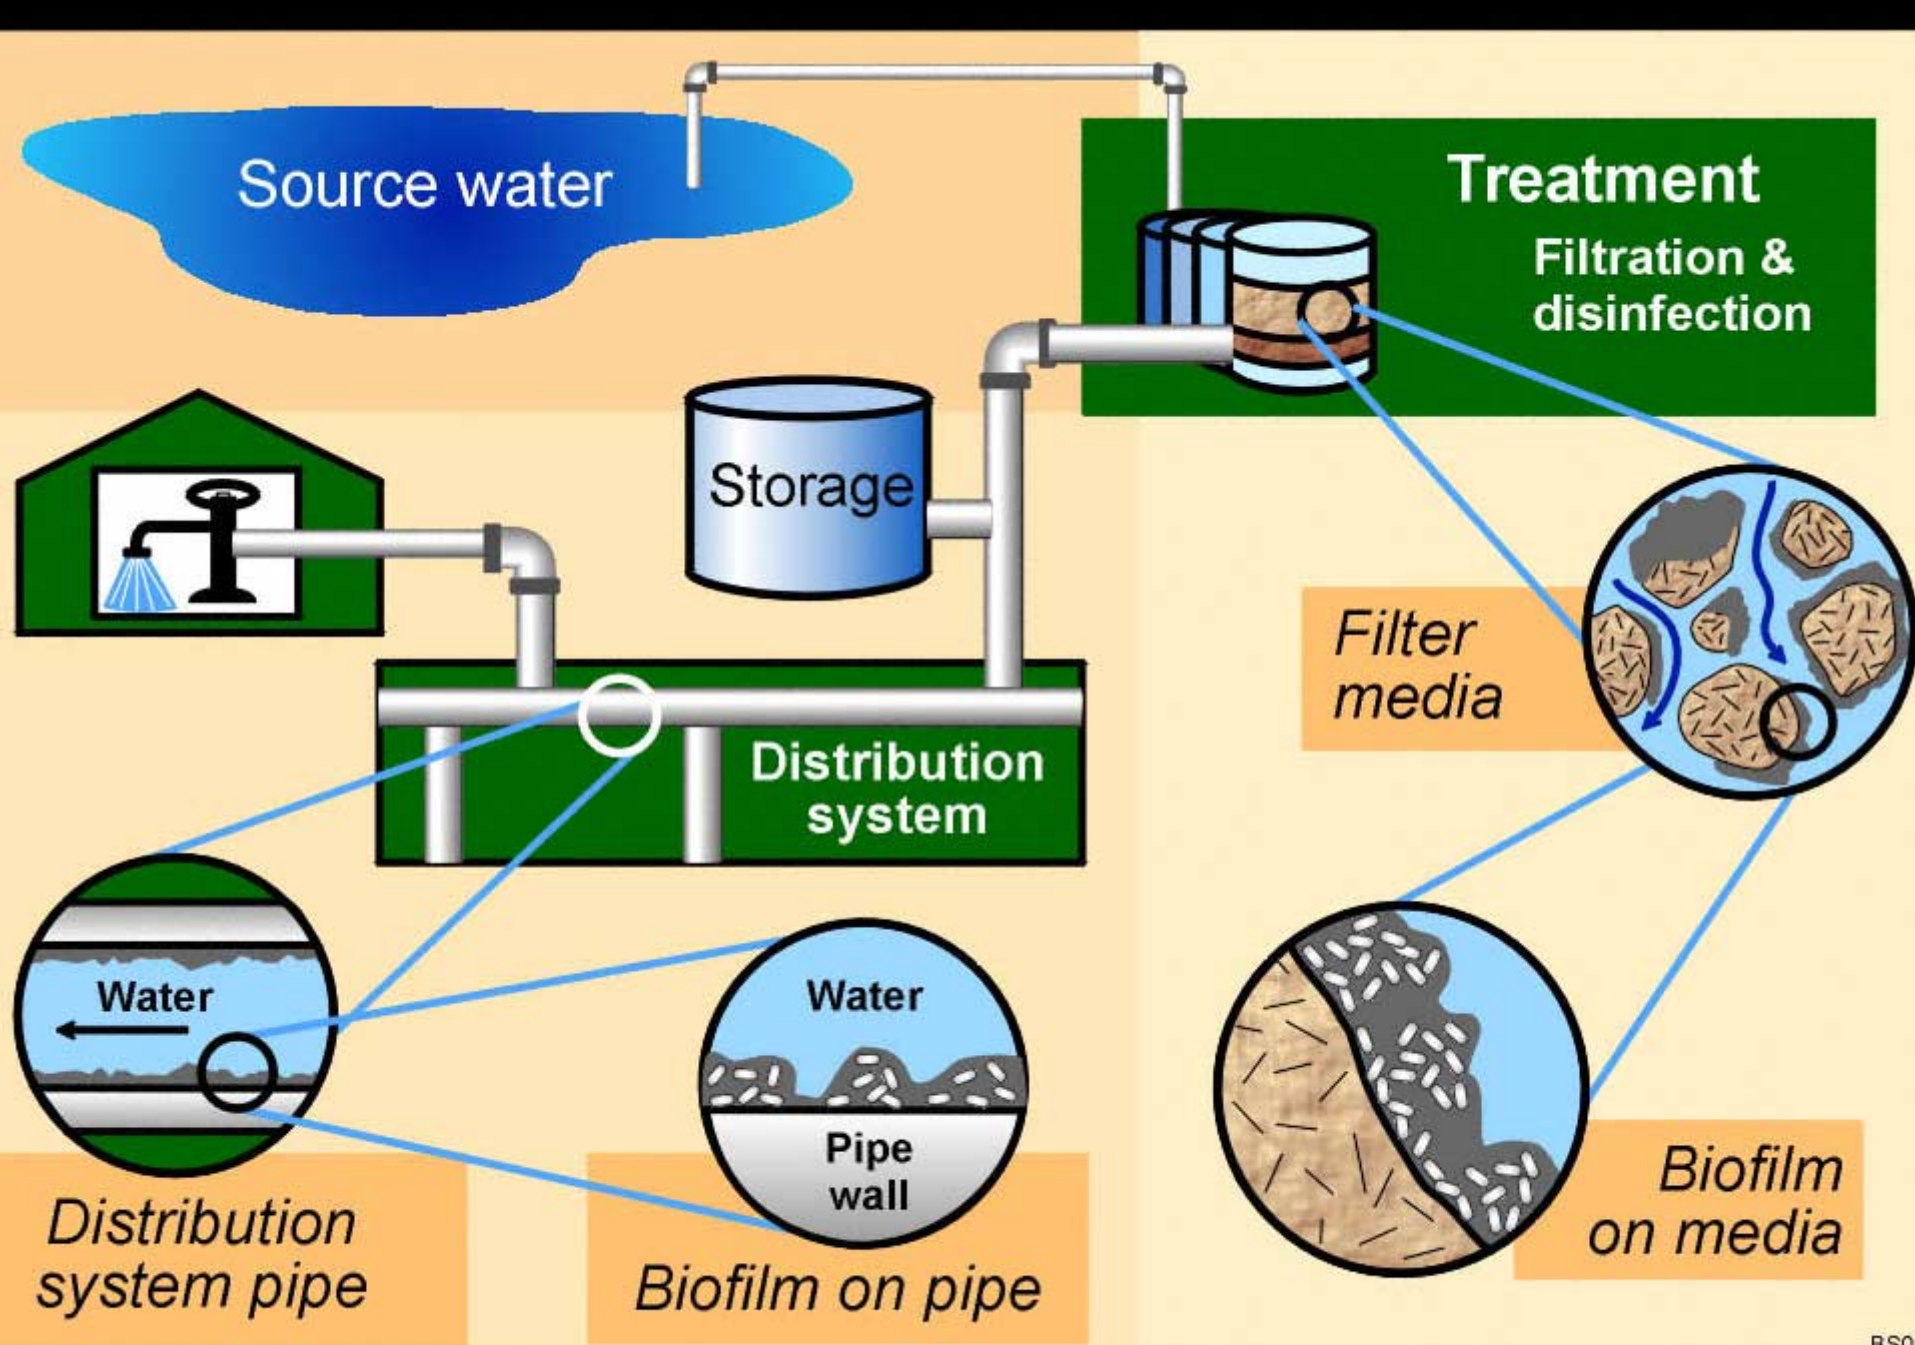 Source water
Treatment
Filtration &
disinfection
Storage
Filter
media
Distribution
system
Water
Water
Pipe
wall
Distribution
system pipe
Biofilm on pipe
Biofilm
on media